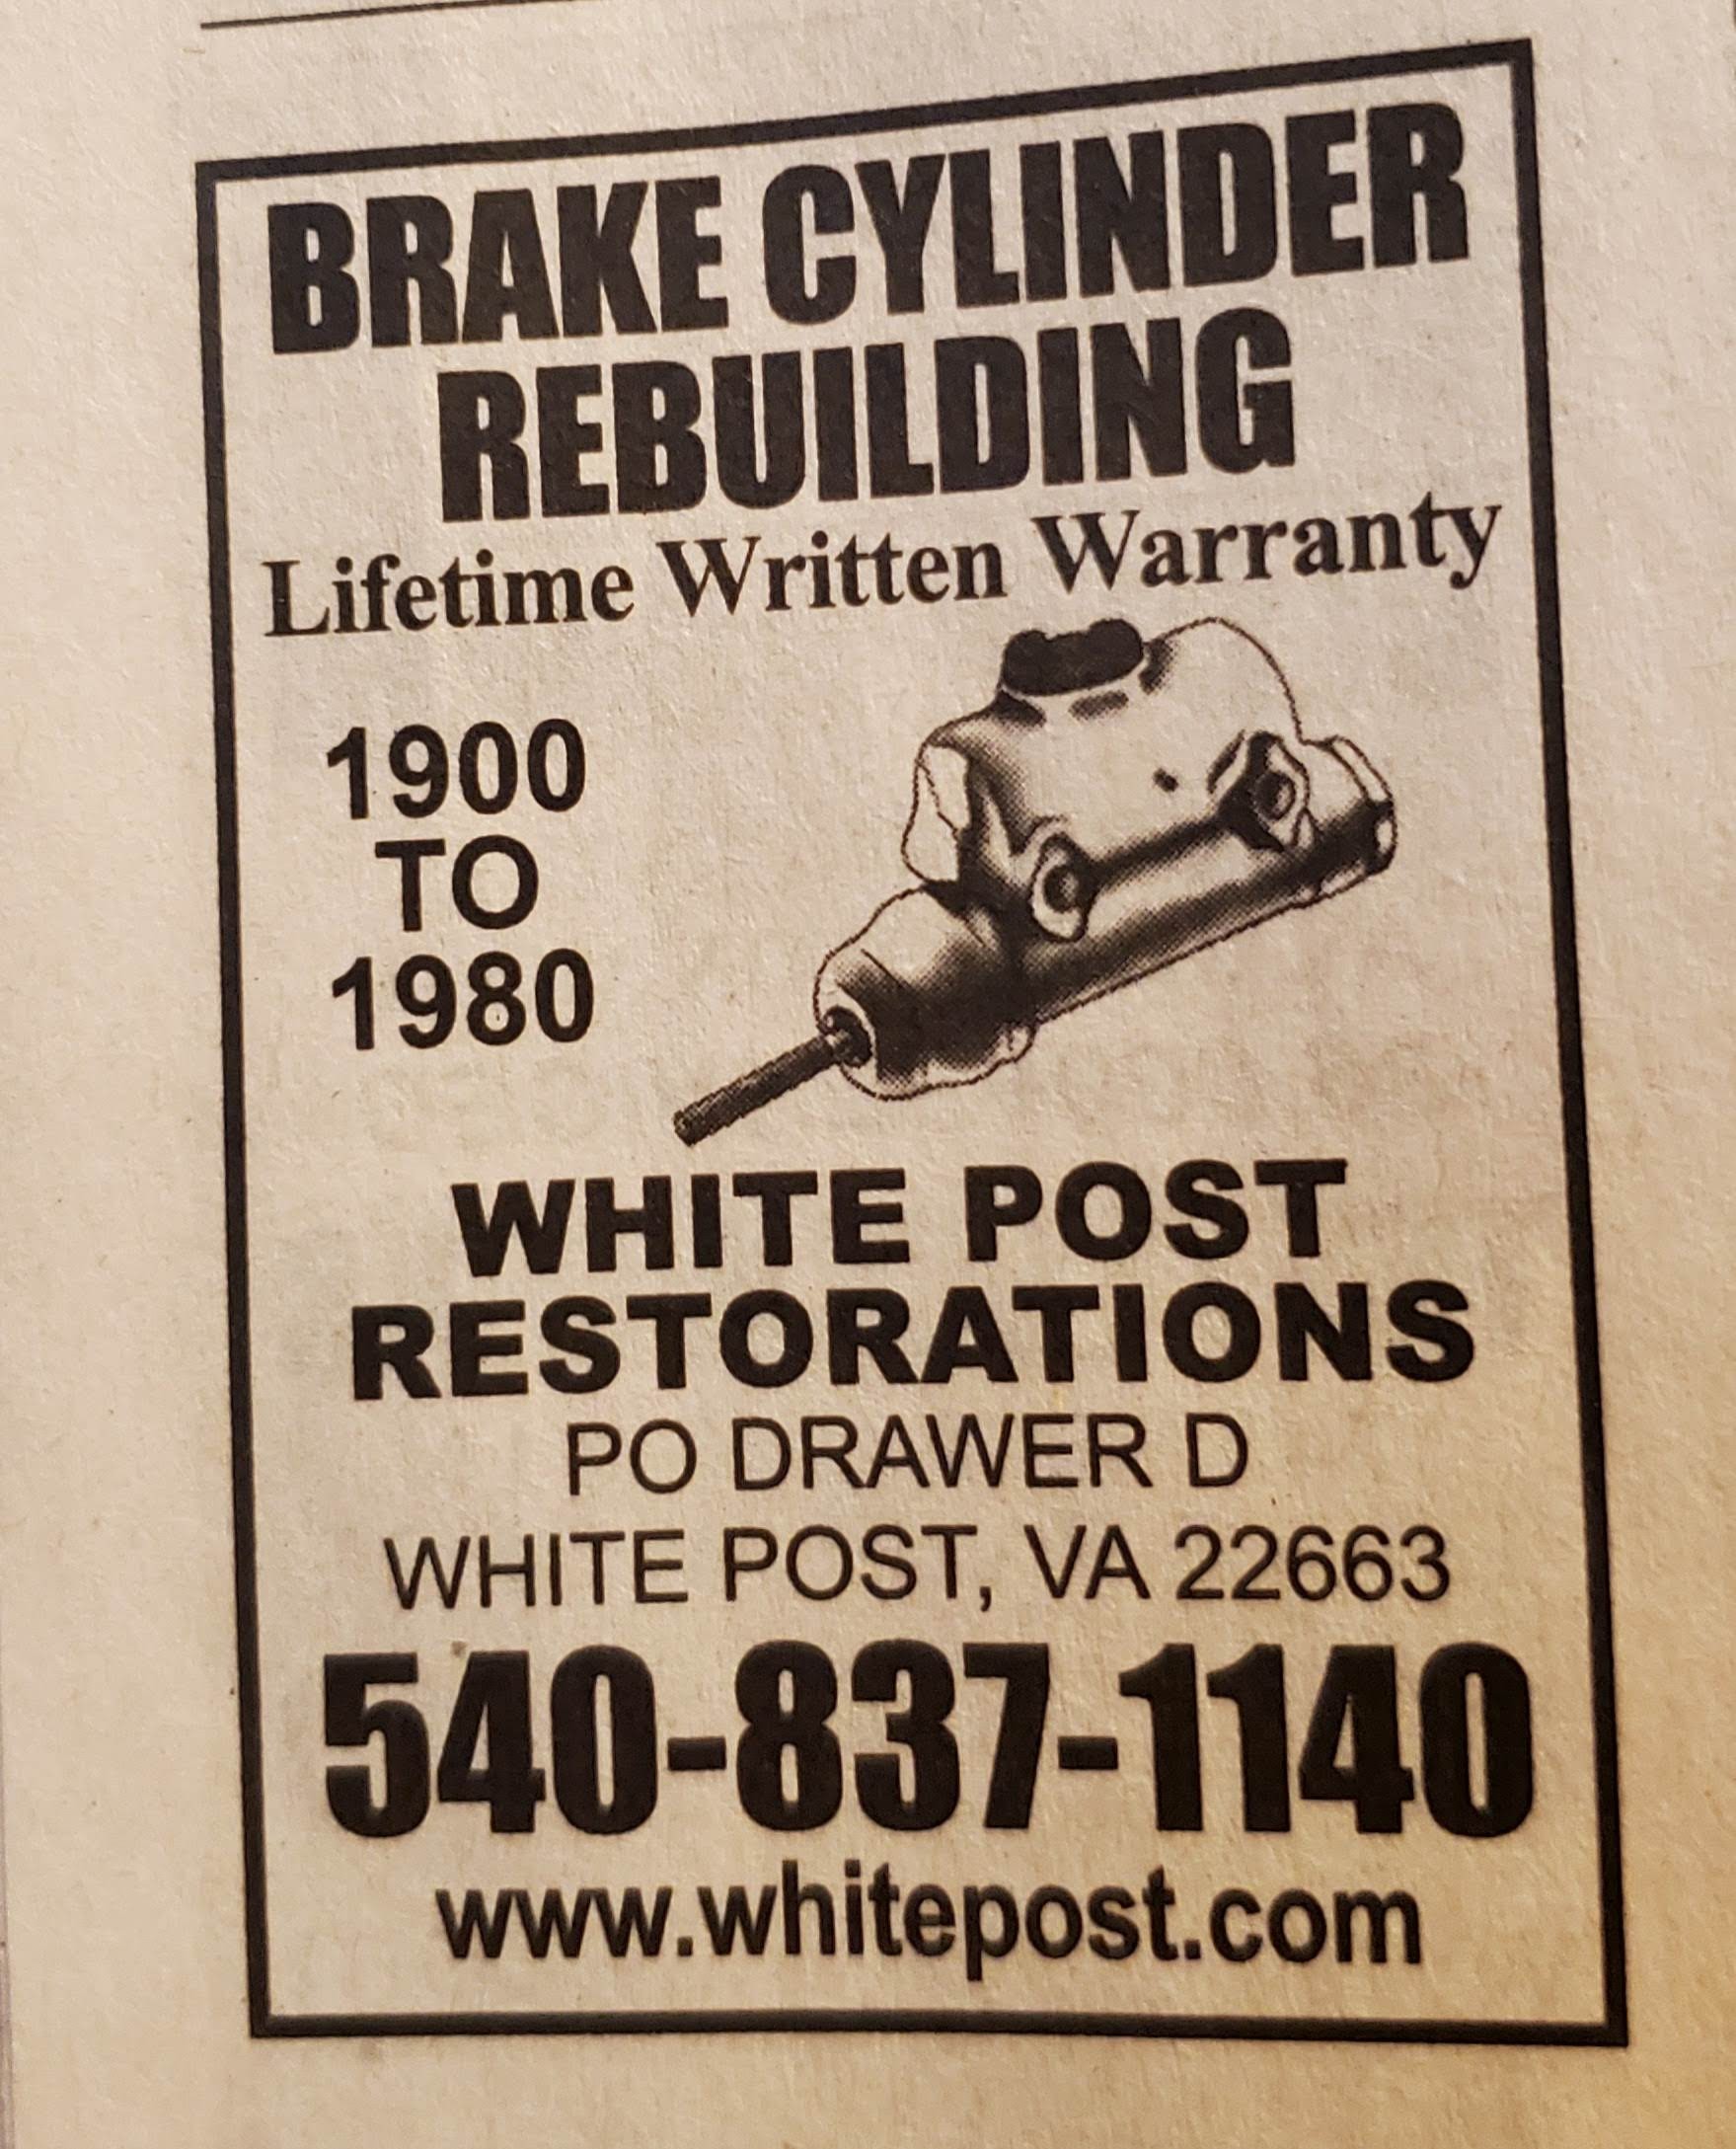 BRAKE CYLINDER
REBUILDING
Lifetime Written Warranty
1900
TO
1980
WHITE POST
RESTORATIONS
PO DRAWER D
WHITE POST, VA 22663
540-837-1140
www.whitepost.com